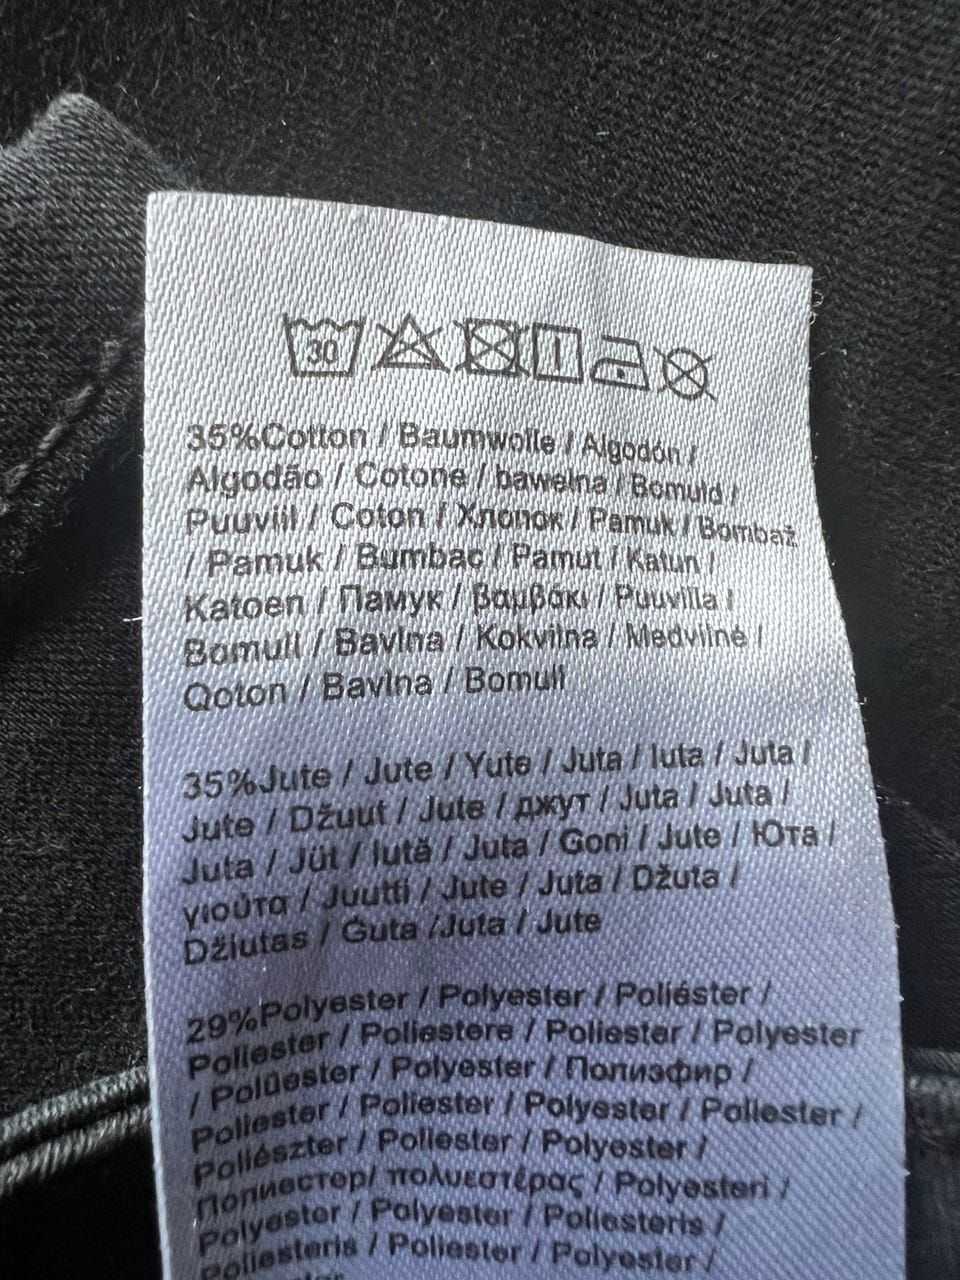 30
35%Cotton / Baumwolle / Algodón /
Algodão / Cotone / bawełna / Bomuld /
Puuvill / Coton / Хлопок / Pamuk / Bombaž
/ Pamuk / Bumbac / Pamut / Katun /
Katoen / Памук / βαμβάκι / Puuvilla /
Bomull / Bavlna / Kokvilna / Medvilnė /
Qoton / Bavlna / Bomull
35%Jute / Jute / Yute / Juta / Iuta / Juta /
Jute / Džuut / Jute / джут / Juta / Juta /
Juta / Jüt / Iută / Juta / Goni / Jute / Юта /
γιούτα / Juutti / Jute / Juta / Džuta /
Džiutas / Ġuta /Juta / Jute
29%Polyester / Polyester / Poliéster /
Poliester / Poliestere / Poliester / Polyester
/ Polüester / Polyester / Полиэфир /
Poliester / Poliester / Polyester / Poliester /
Poliészter / Poliester / Polyester /
Полиестер/ πολυεστέρας / Polyesteri /
Polyester / Polyester / Poliesteris /
Poliesteris / Poliester / Polyester /